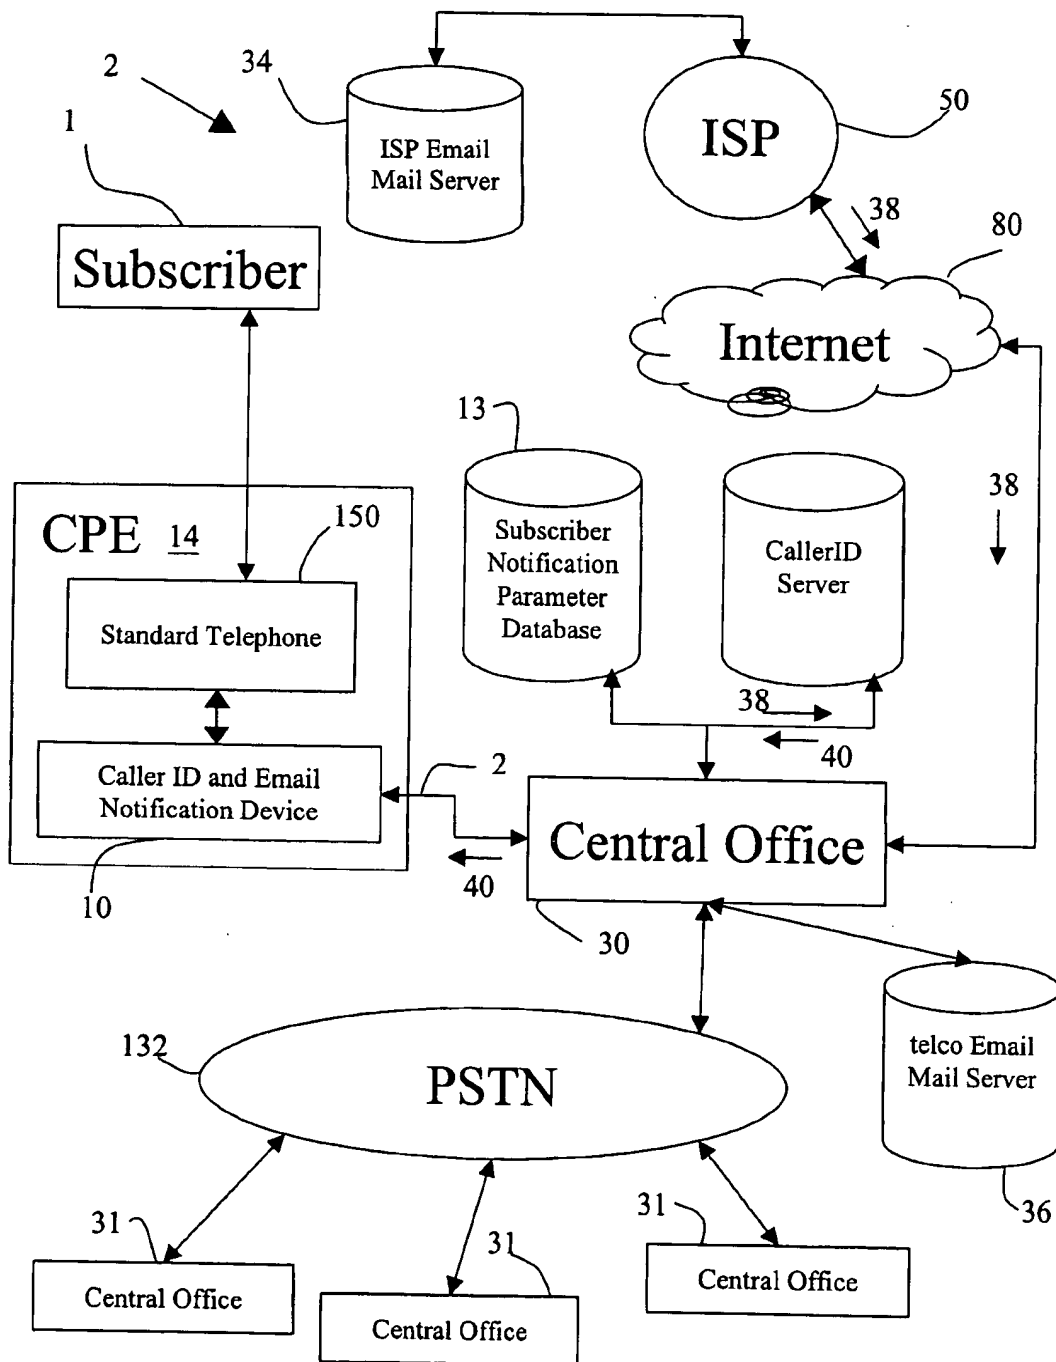 2
34
1
ISP Email
Mail Server
ISP
50
38
80
Subscriber
Internet
13
38
CPE 14
150
Subscriber
Notification
Parameter
Database
CallerID
Server
Standard Telephone
38
40
Caller ID and Email
Notification Device
2
Central Office
40
10
30
132
PSTN
telco Email
Mail Server
36
31
Central Office
31
Central Office
31
Central Office